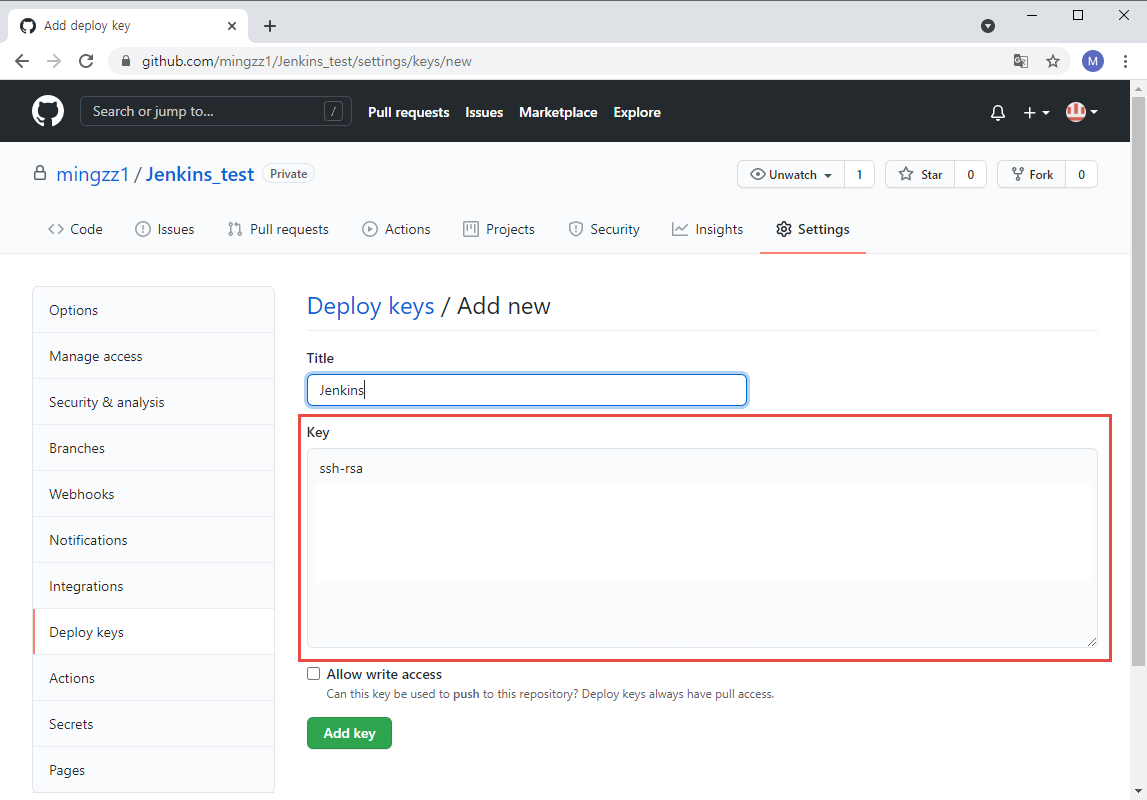 Add deploy key
github.com/mingzz1/Jenkins_test/settings/keys/new
M
Search or jump to... /
Pull requests Issues Marketplace Explore
mingzz1 / Jenkins_test Private
Unwatch 1 Star 0 Fork 0
Code Issues Pull requests Actions Projects Security Insights Settings
Options
Manage access
Security & analysis
Branches
Webhooks
Notifications
Integrations
Deploy keys
Actions
Secrets
Pages
Deploy keys / Add new
Title
Jenkins
Key
ssh-rsa
Allow write access
Can this key be used to push to this repository? Deploy keys always have pull access.
Add key